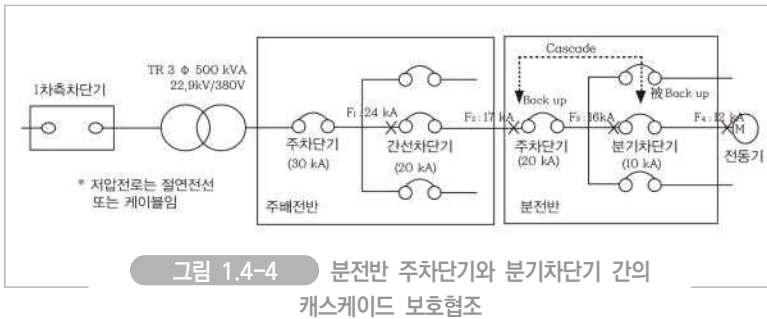 Cascade
TR 3 Φ 500 kVA
22,9kV/380V
1차측차단기
Back up
被Back up
F₁:24 kA
F₂:17 kA
F₃:16kA
F₄:12 kA
M
주차단기
(30 kA)
간선차단기
(20 kA)
주차단기
(20 kA)
분기차단기
(10 kA)
전동기
* 저압전로는 절연전선
또는 케이블임
주배전반
분전반
그림 1.4-4 분전반 주차단기와 분기차단기 간의
캐스케이드 보호협조